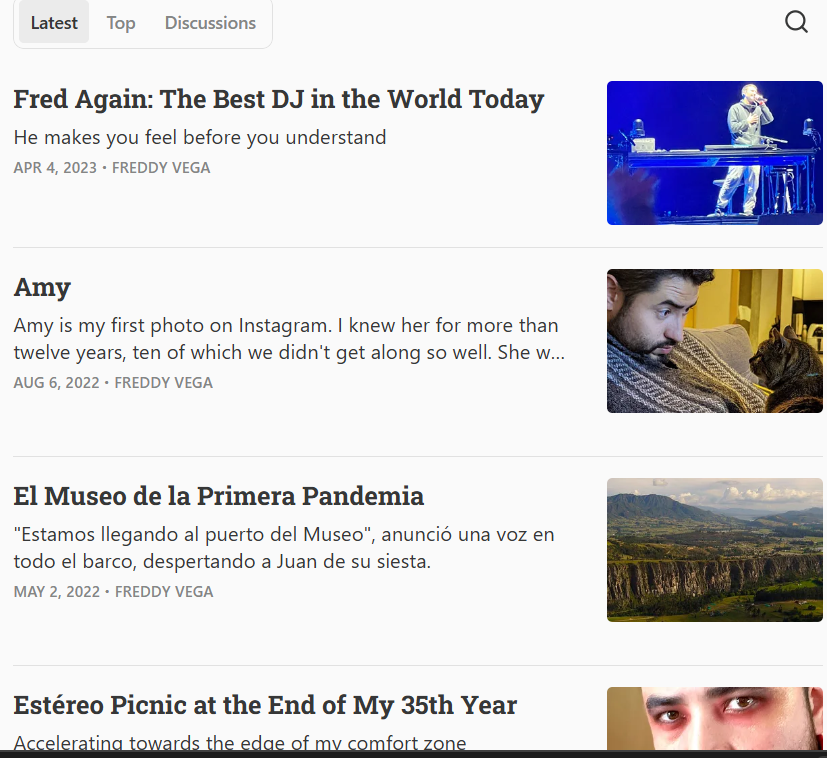 Latest Top Discussions
Fred Again: The Best DJ in the World Today
He makes you feel before you understand
APR 4, 2023 • FREDDY VEGA
Amy
Amy is my first photo on Instagram. I knew her for more than
twelve years, ten of which we didn't get along so well. She w...
AUG 6, 2022 • FREDDY VEGA
El Museo de la Primera Pandemia
"Estamos llegando al puerto del Museo", anunció una voz en
todo el barco, despertando a Juan de su siesta.
MAY 2, 2022 • FREDDY VEGA
Estéreo Picnic at the End of My 35th Year
Accelerating towards the edge of my comfort zone